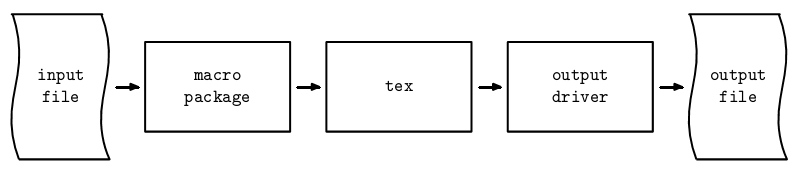 input
file
macro
package
tex
output
driver
output
file